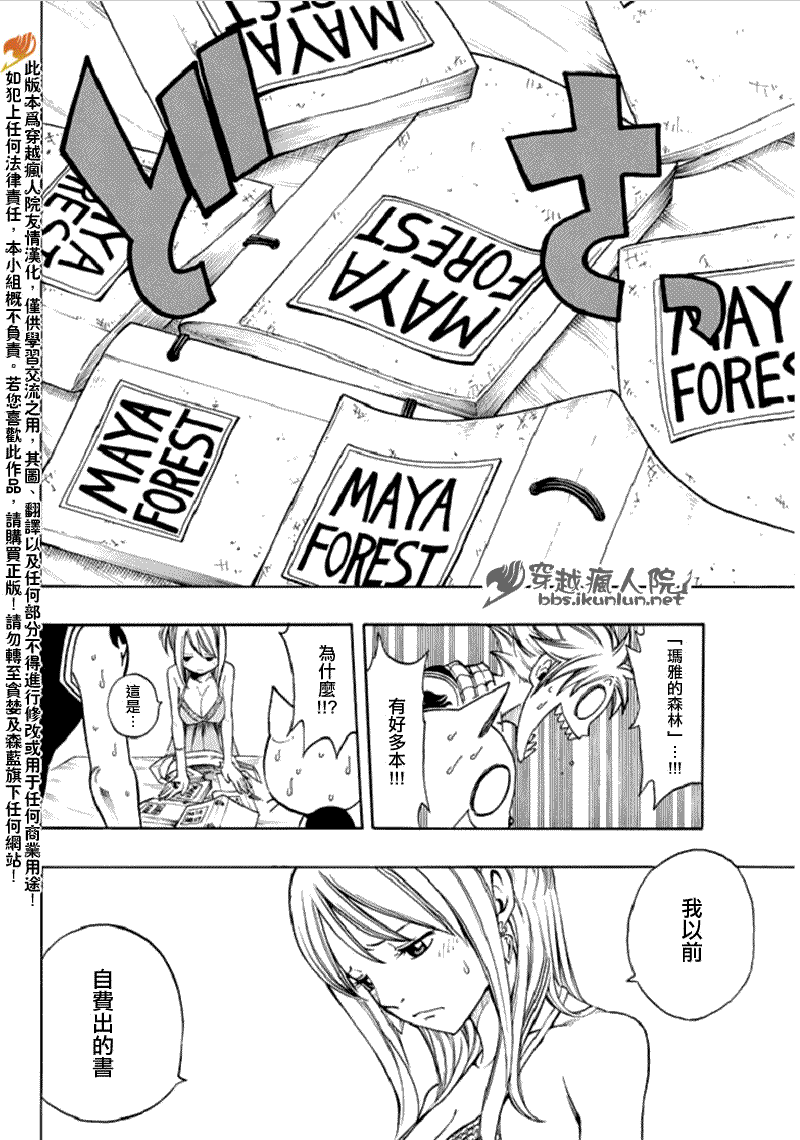 此版本爲穿越瘋人院友情漢化，僅供學習交流之用，其圖、翻譯以及任何部分不得進行修改或用于任何商業用途！
如犯上任何法律責任，本小組概不負責。若您喜歡此作品，請購買正版！請勿轉至貪婪及森藍旗下任何網站！
どさっ
MAYA
FOREST
MAYA
FOREST
MAYA
FOREST
MAYA
FOREST
MAYA
FOREST
穿越瘋人院
bbs.ikunlun.net
「瑪雅的森林」…!!!
有好多本!!!
為什麼!!?
這是…
我以前
自費出的書